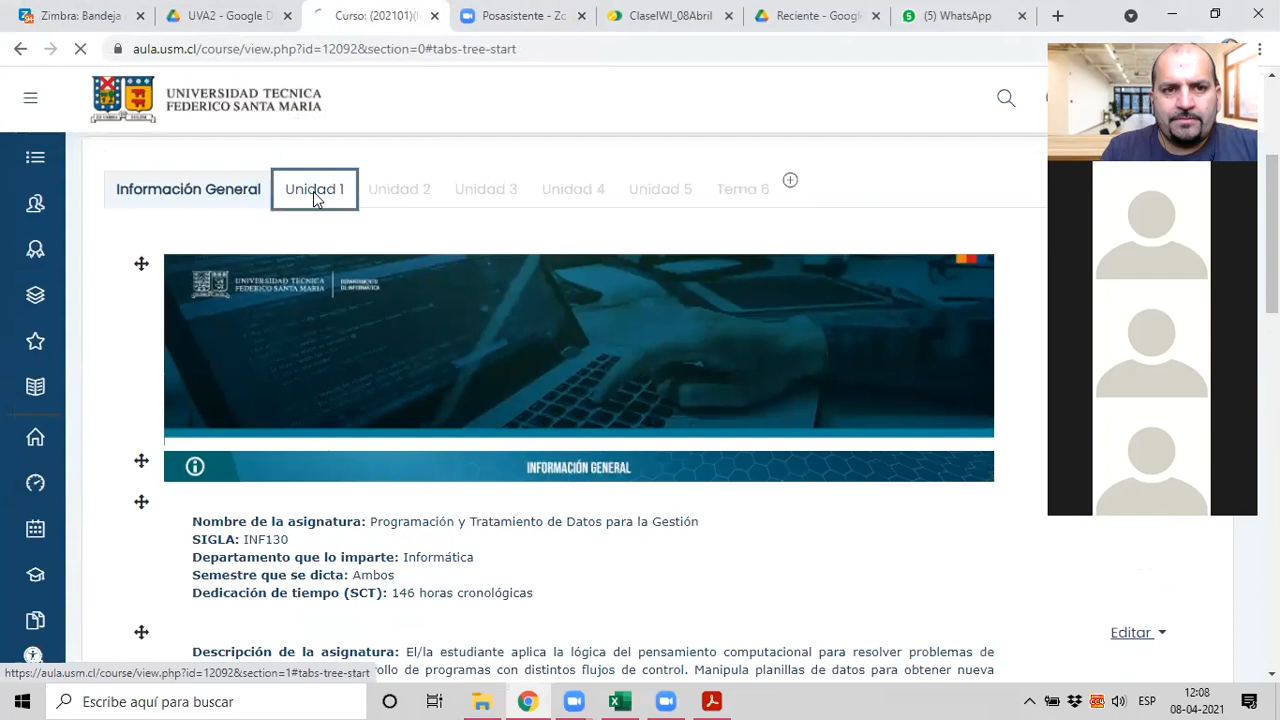 Zimbra: Bandeja
UVA2 - General D
Curso: (202101)(
Posasistente - Zo
ClaseIWI_08Abril
Reciente - Googl
(5) WhatsApp
aula.usm.cl/course/view.php?id=12092&section=0#tabs-tree-start
UNIVERSIDAD TECNICA
FEDERICO SANTA MARIA
Información General
Unidad 1
Unidad 2
Unidad 3
Unidad 4
Unidad 5
Tema 6
UNIVERSIDAD TECNICA
FEDERICO SANTA MARIA
DEPARTAMENTO
DE INFORMÁTICA
INFORMACIÓN GENERAL
Nombre de la asignatura: Programación y Tratamiento de Datos para la Gestión
SIGLA: INF130
Departamento que lo imparte: Informática
Semestre que se dicta: Ambos
Dedicación de tiempo (SCT): 146 horas cronológicas
Editar
Descripción de la asignatura: El/la estudiante aplica la lógica del pensamiento computacional para resolver problemas de
rollo de programas con distintos flujos de control. Manipula planillas de datos para obtener nueva
https://aula.usm.cl/course/view.php?id=12092&section=1#tabs-tree-start
Escribe aquí para buscar
ESP
12:08
08-04-2021